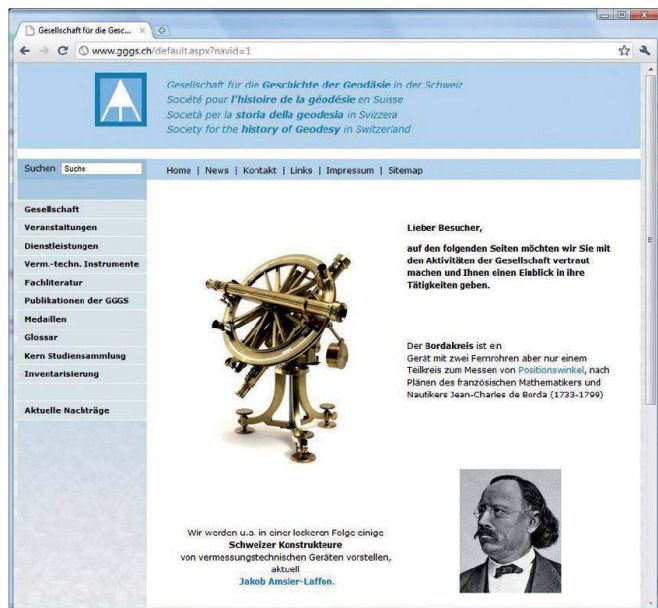 Gesellschaft für die Gesc...
www.gggs.ch/default.aspx?navid=1
Gesellschaft für die Geschichte der Geodäsie in der Schweiz
Société pour l'histoire de la géodésie en Suisse
Società per la storia della geodesia in Svizzera
Society for the history of Geodesy in Switzerland
Suchen Suche
Home | News | Kontakt | Links | Impressum | Sitemap
Gesellschaft
Veranstaltungen
Dienstleistungen
Verm.-techn. Instrumente
Fachliteratur
Publikationen der GGGS
Medaillen
Glossar
Kern Studiensammlung
Inventarisierung
Aktuelle Nachträge
Lieber Besucher,
auf den folgenden Seiten möchten wir Sie mit
den Aktivitäten der Gesellschaft vertraut
machen und Ihnen einen Einblick in ihre
Tätigkeiten geben.
Der Bordakreis ist ein
Gerät mit zwei Fernrohren aber nur einem
Teilkreis zum Messen von Positionswinkel, nach
Plänen des französischen Mathematikers und
Nautikers Jean-Charles de Borda (1733-1799)
Wir werden u.a. in einer lockeren Folge einige
Schweizer Konstrukteure
von vermessungstechnischen Geräten vorstellen,
aktuell
Jakob Amsler-Laffon.